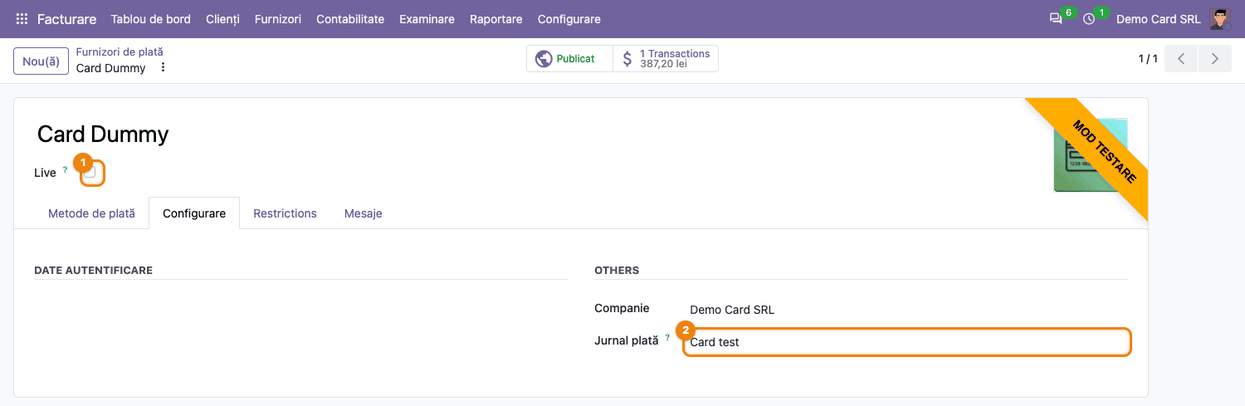 Facturare Tablou de bord Clienți Furnizori Contabilitate Examinare Raportare Configurare 6 1 Demo Card SRL
Nou(ă) Furnizori de plată
Card Dummy
Publicat
$ 1 Transactions
387,20 lei
1 / 1
Card Dummy
MOD TESTARE
1
Live ?
Metode de plată Configurare Restrictions Mesaje
DATE AUTENTIFICARE
OTHERS
Companie Demo Card SRL
2
Jurnal plată ? Card test